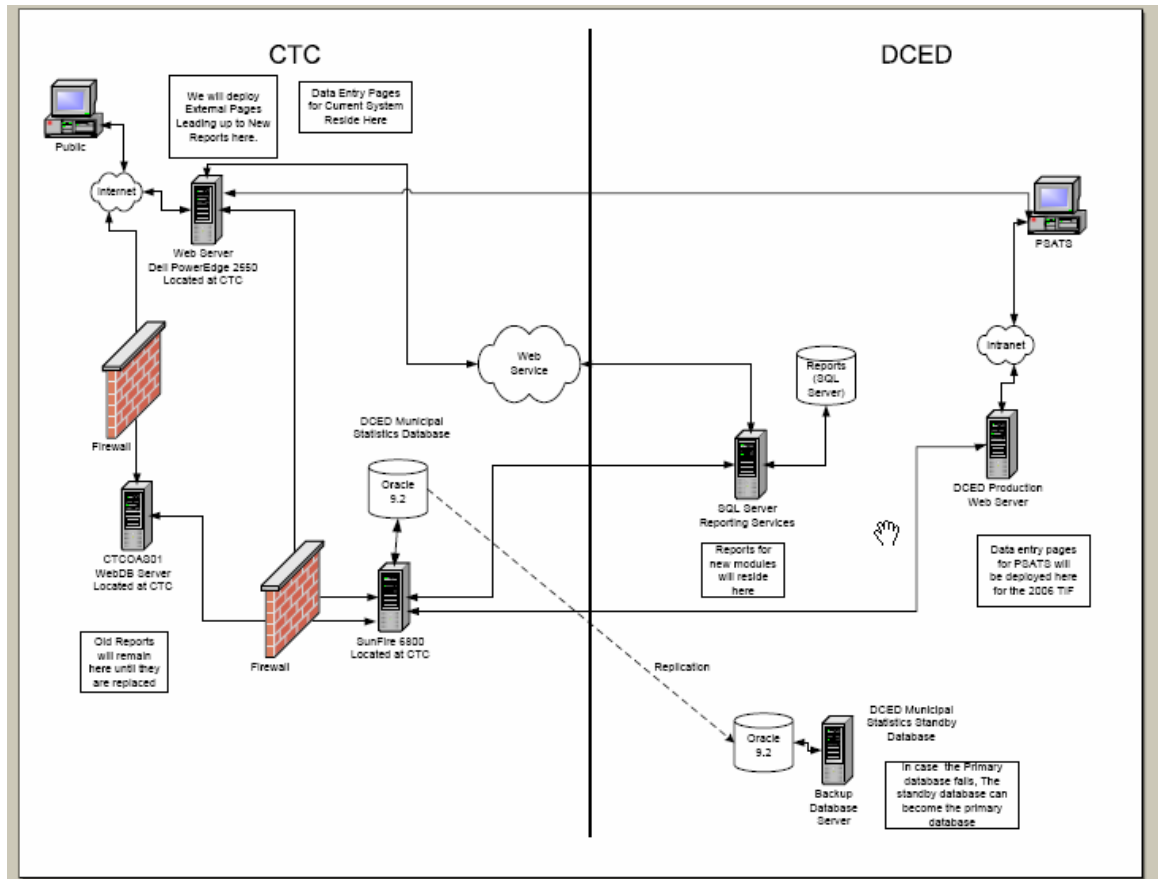 CTC
DCED
We will deploy
External Pages
Leading up to New
Reports here.
Data Entry Pages
for Current System
Reside Here
Public
Internet
Web Server
Dell PowerEdge 2550
Located at CTC
PSATS
Intranet
Web
Service
Reports
(SQL
Server)
Firewall
DCED Municipal
Statistics Database
Oracle
9.2
SQL Server
Reporting Services
DCED Production
Web Server
CTCOAS01
WebDB Server
Located at CTC
Reports for
new modules
will reside
here
Data entry pages
for PSATS will
be deployed here
for the 2006 TIF
Old Reports
will remain
here until they
are replaced
Firewall
SunFire 6800
Located at CTC
Replication
Oracle
9.2
DCED Municipal
Statistics Standby
Database
Backup
Database
Server
In case the Primary
database fails, The
standby database can
become the primary
database